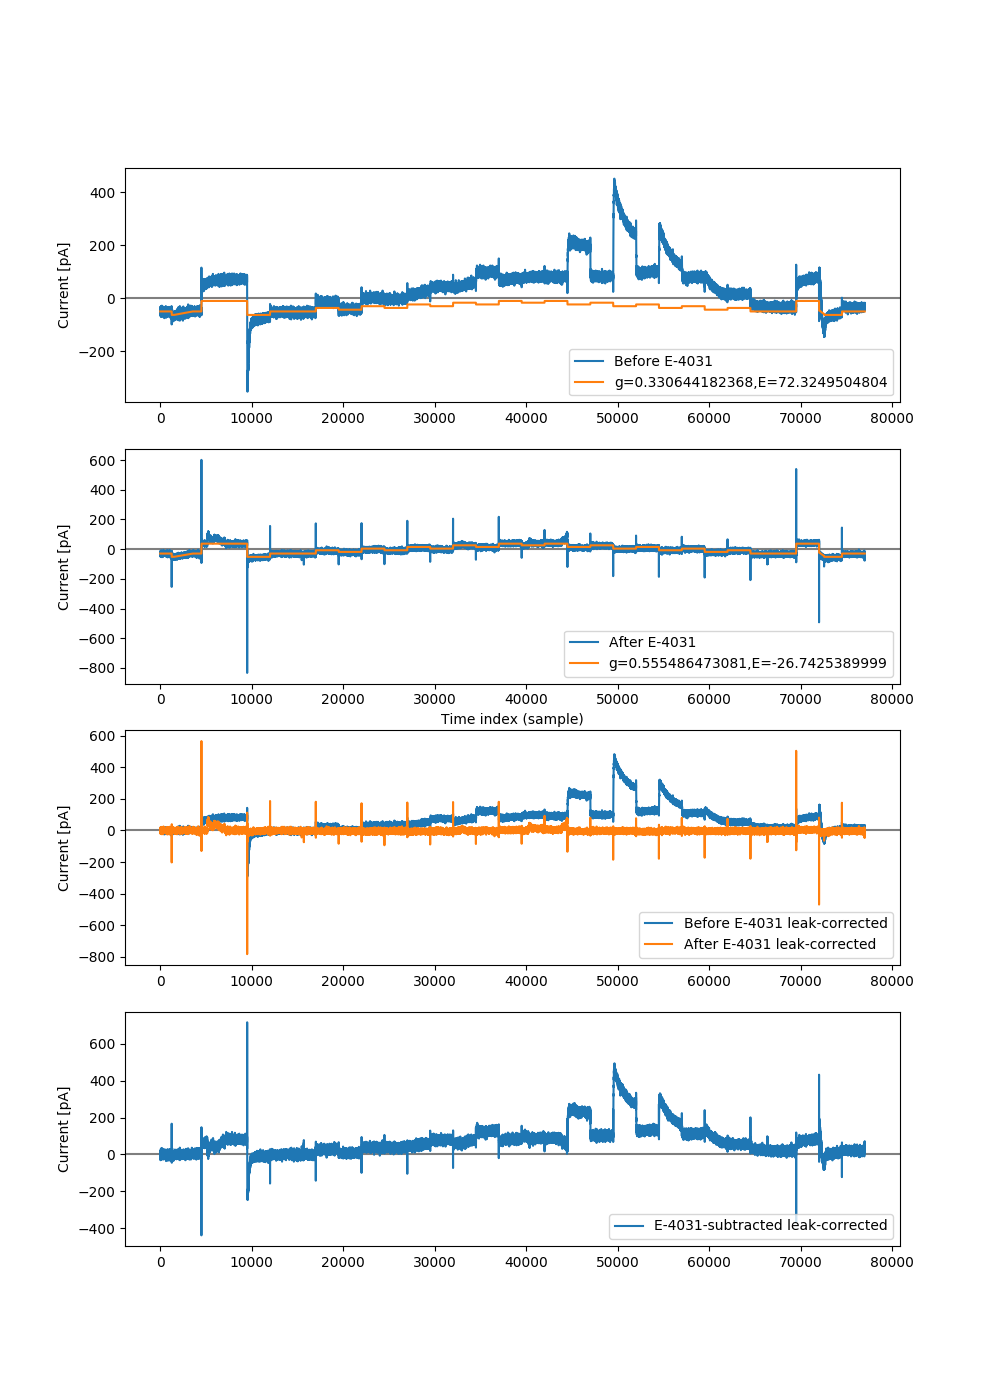 400
200
0
−200
Current [pA]
Before E-4031
g=0.330644182368,E=72.3249504804
0 10000 20000 30000 40000 50000 60000 70000 80000
600
400
200
0
−200
−400
−600
−800
Current [pA]
After E-4031
g=0.555486473081,E=-26.7425389999
0 10000 20000 30000 40000 50000 60000 70000 80000
Time index (sample)
600
400
200
0
−200
−400
−600
−800
Current [pA]
Before E-4031 leak-corrected
After E-4031 leak-corrected
0 10000 20000 30000 40000 50000 60000 70000 80000
600
400
200
0
−200
−400
Current [pA]
E-4031-subtracted leak-corrected
0 10000 20000 30000 40000 50000 60000 70000 80000